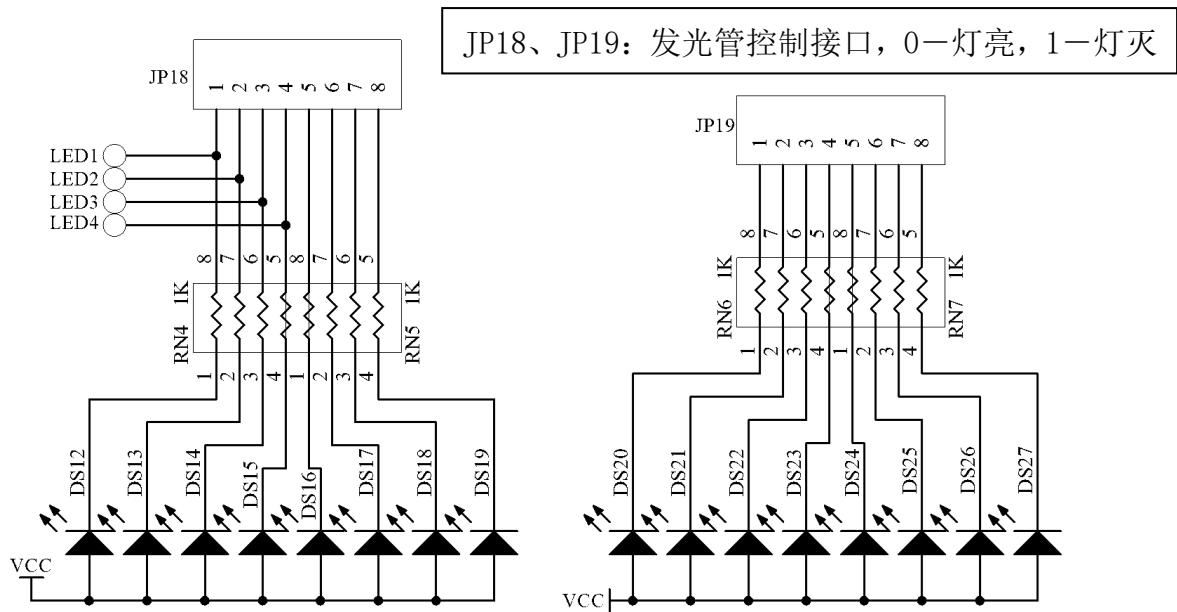 JP18、JP19：发光管控制接口，0－灯亮，1－灯灭
JP18
1 2 3 4 5 6 7 8
LED1
LED2
LED3
LED4
8 7 6 5 8 7 6 5
RN4 1K
1K RN5
1 2 3 4 1 2 3 4
DS12 DS13 DS14 DS15 DS16 DS17 DS18 DS19
VCC
JP19
1 2 3 4 5 6 7 8
8 7 6 5 8 7 6 5
RN6 1K
1K RN7
1 2 3 4 1 2 3 4
DS20 DS21 DS22 DS23 DS24 DS25 DS26 DS27
VCC